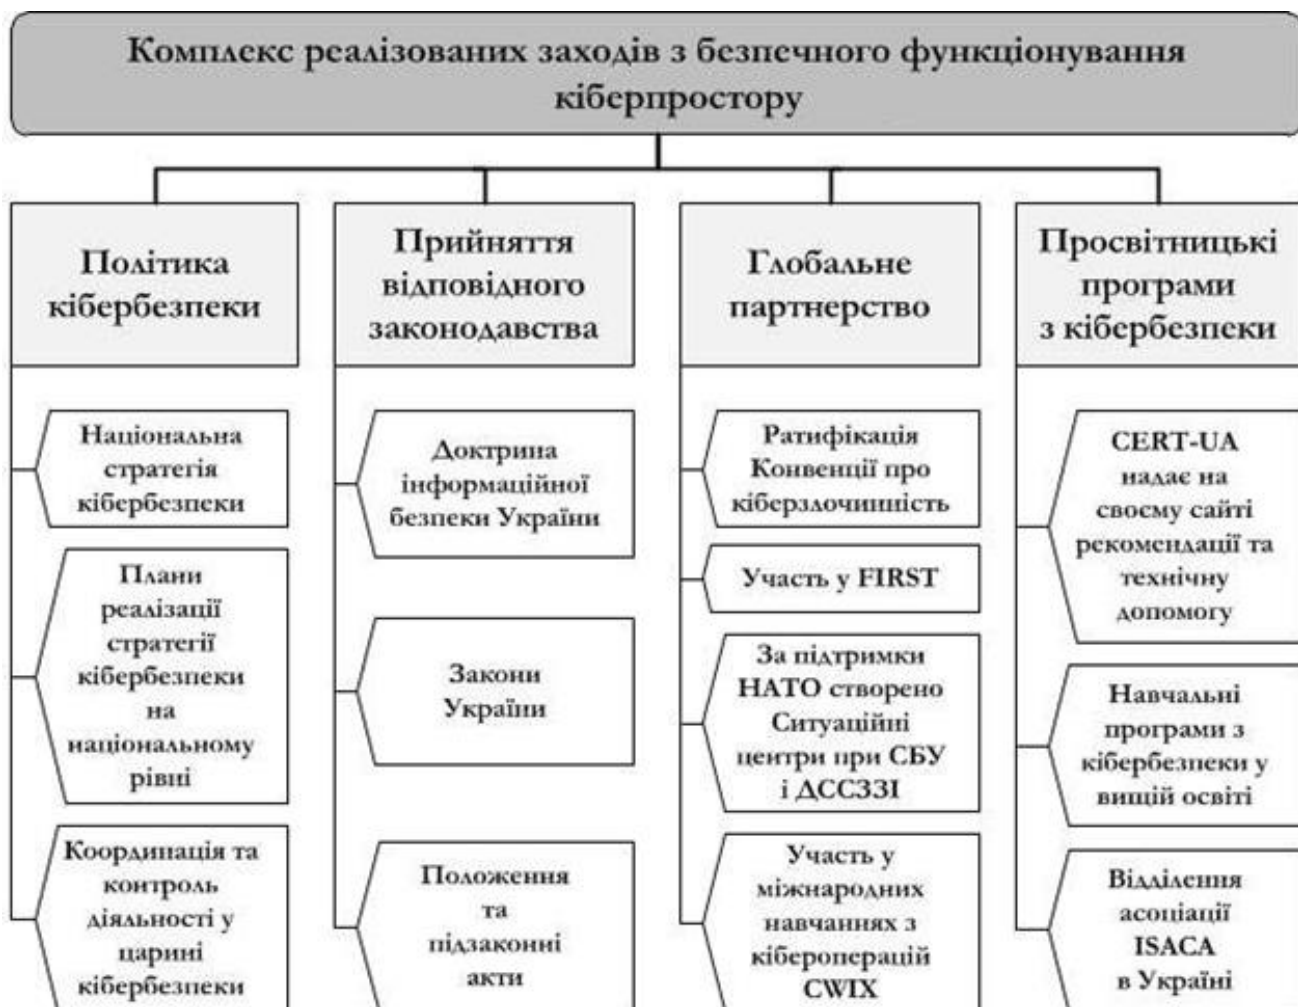 Комплекс реалізованих заходів з безпечного функціонування
кіберпростору
Політика
кібербезпеки
Національна
стратегія
кібербезпеки
Плани
реалізації
стратегії
кібербезпеки
на
національному
рівні
Координація та
контроль
діяльності у
царині
кібербезпеки
Прийняття
відповідного
законодавства
Доктрина
інформаційної
безпеки України
Закони
України
Положення
та
підзаконні
акти
Глобальне
партнерство
Ратифікація
Конвенції про
кіберзлочинність
Участь у FIRST
За підтримки
НАТО створено
Ситуаційні
центри при СБУ
і ДССЗЗІ
Участь у
міжнародних
навчаннях з
кібероперацій
CWIX
Просвітницькі
програми
з кібербезпеки
CERT-UA
надає на
своєму сайті
рекомендації та
технічну
допомогу
Навчальні
програми з
кібербезпеки у
вищій освіті
Відділення
асоціації
ISACA
в Україні